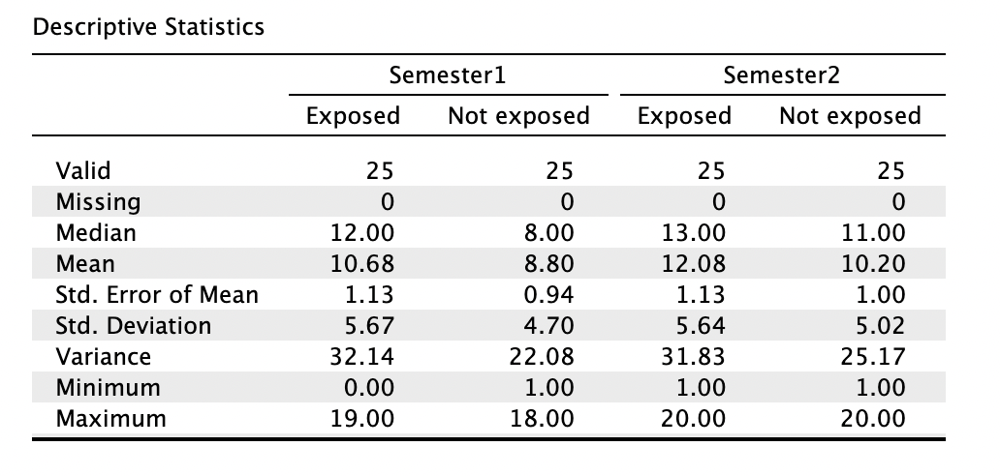 Descriptive Statistics
Semester1 Semester2
Exposed Not exposed Exposed Not exposed
Valid 25 25 25 25
Missing 0 0 0 0
Median 12.00 8.00 13.00 11.00
Mean 10.68 8.80 12.08 10.20
Std. Error of Mean 1.13 0.94 1.13 1.00
Std. Deviation 5.67 4.70 5.64 5.02
Variance 32.14 22.08 31.83 25.17
Minimum 0.00 1.00 1.00 1.00
Maximum 19.00 18.00 20.00 20.00